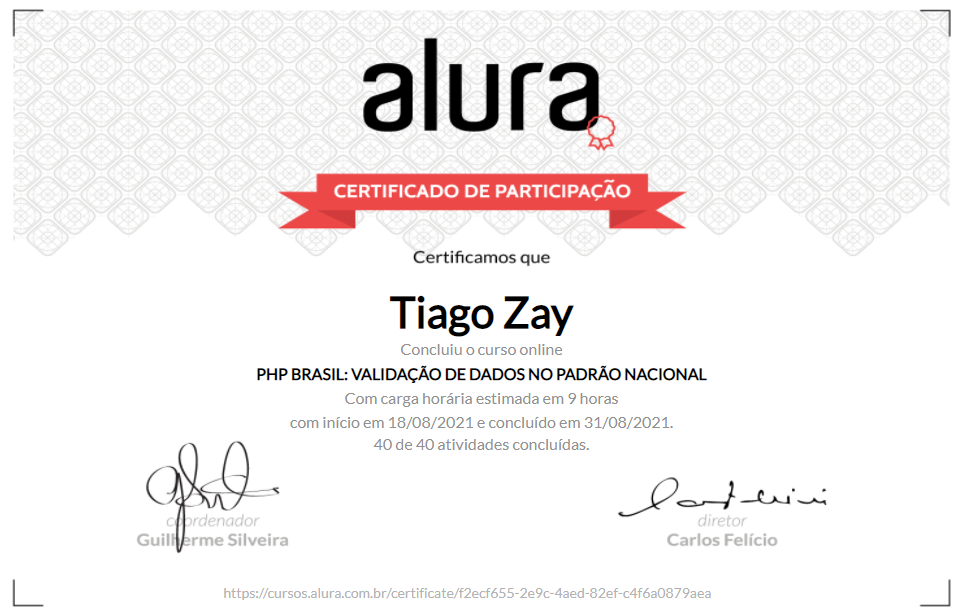 alura
CERTIFICADO DE PARTICIPAÇÃO
Certificamos que
Tiago Zay
Concluiu o curso online
PHP BRASIL: VALIDAÇÃO DE DADOS NO PADRÃO NACIONAL
Com carga horária estimada em 9 horas
com início em 18/08/2021 e concluído em 31/08/2021.
40 de 40 atividades concluídas.
coordenador
Guilherme Silveira
diretor
Carlos Felício
https://cursos.alura.com.br/certificate/f2ecf655-2e9c-4aed-82ef-c4f6a0879aea